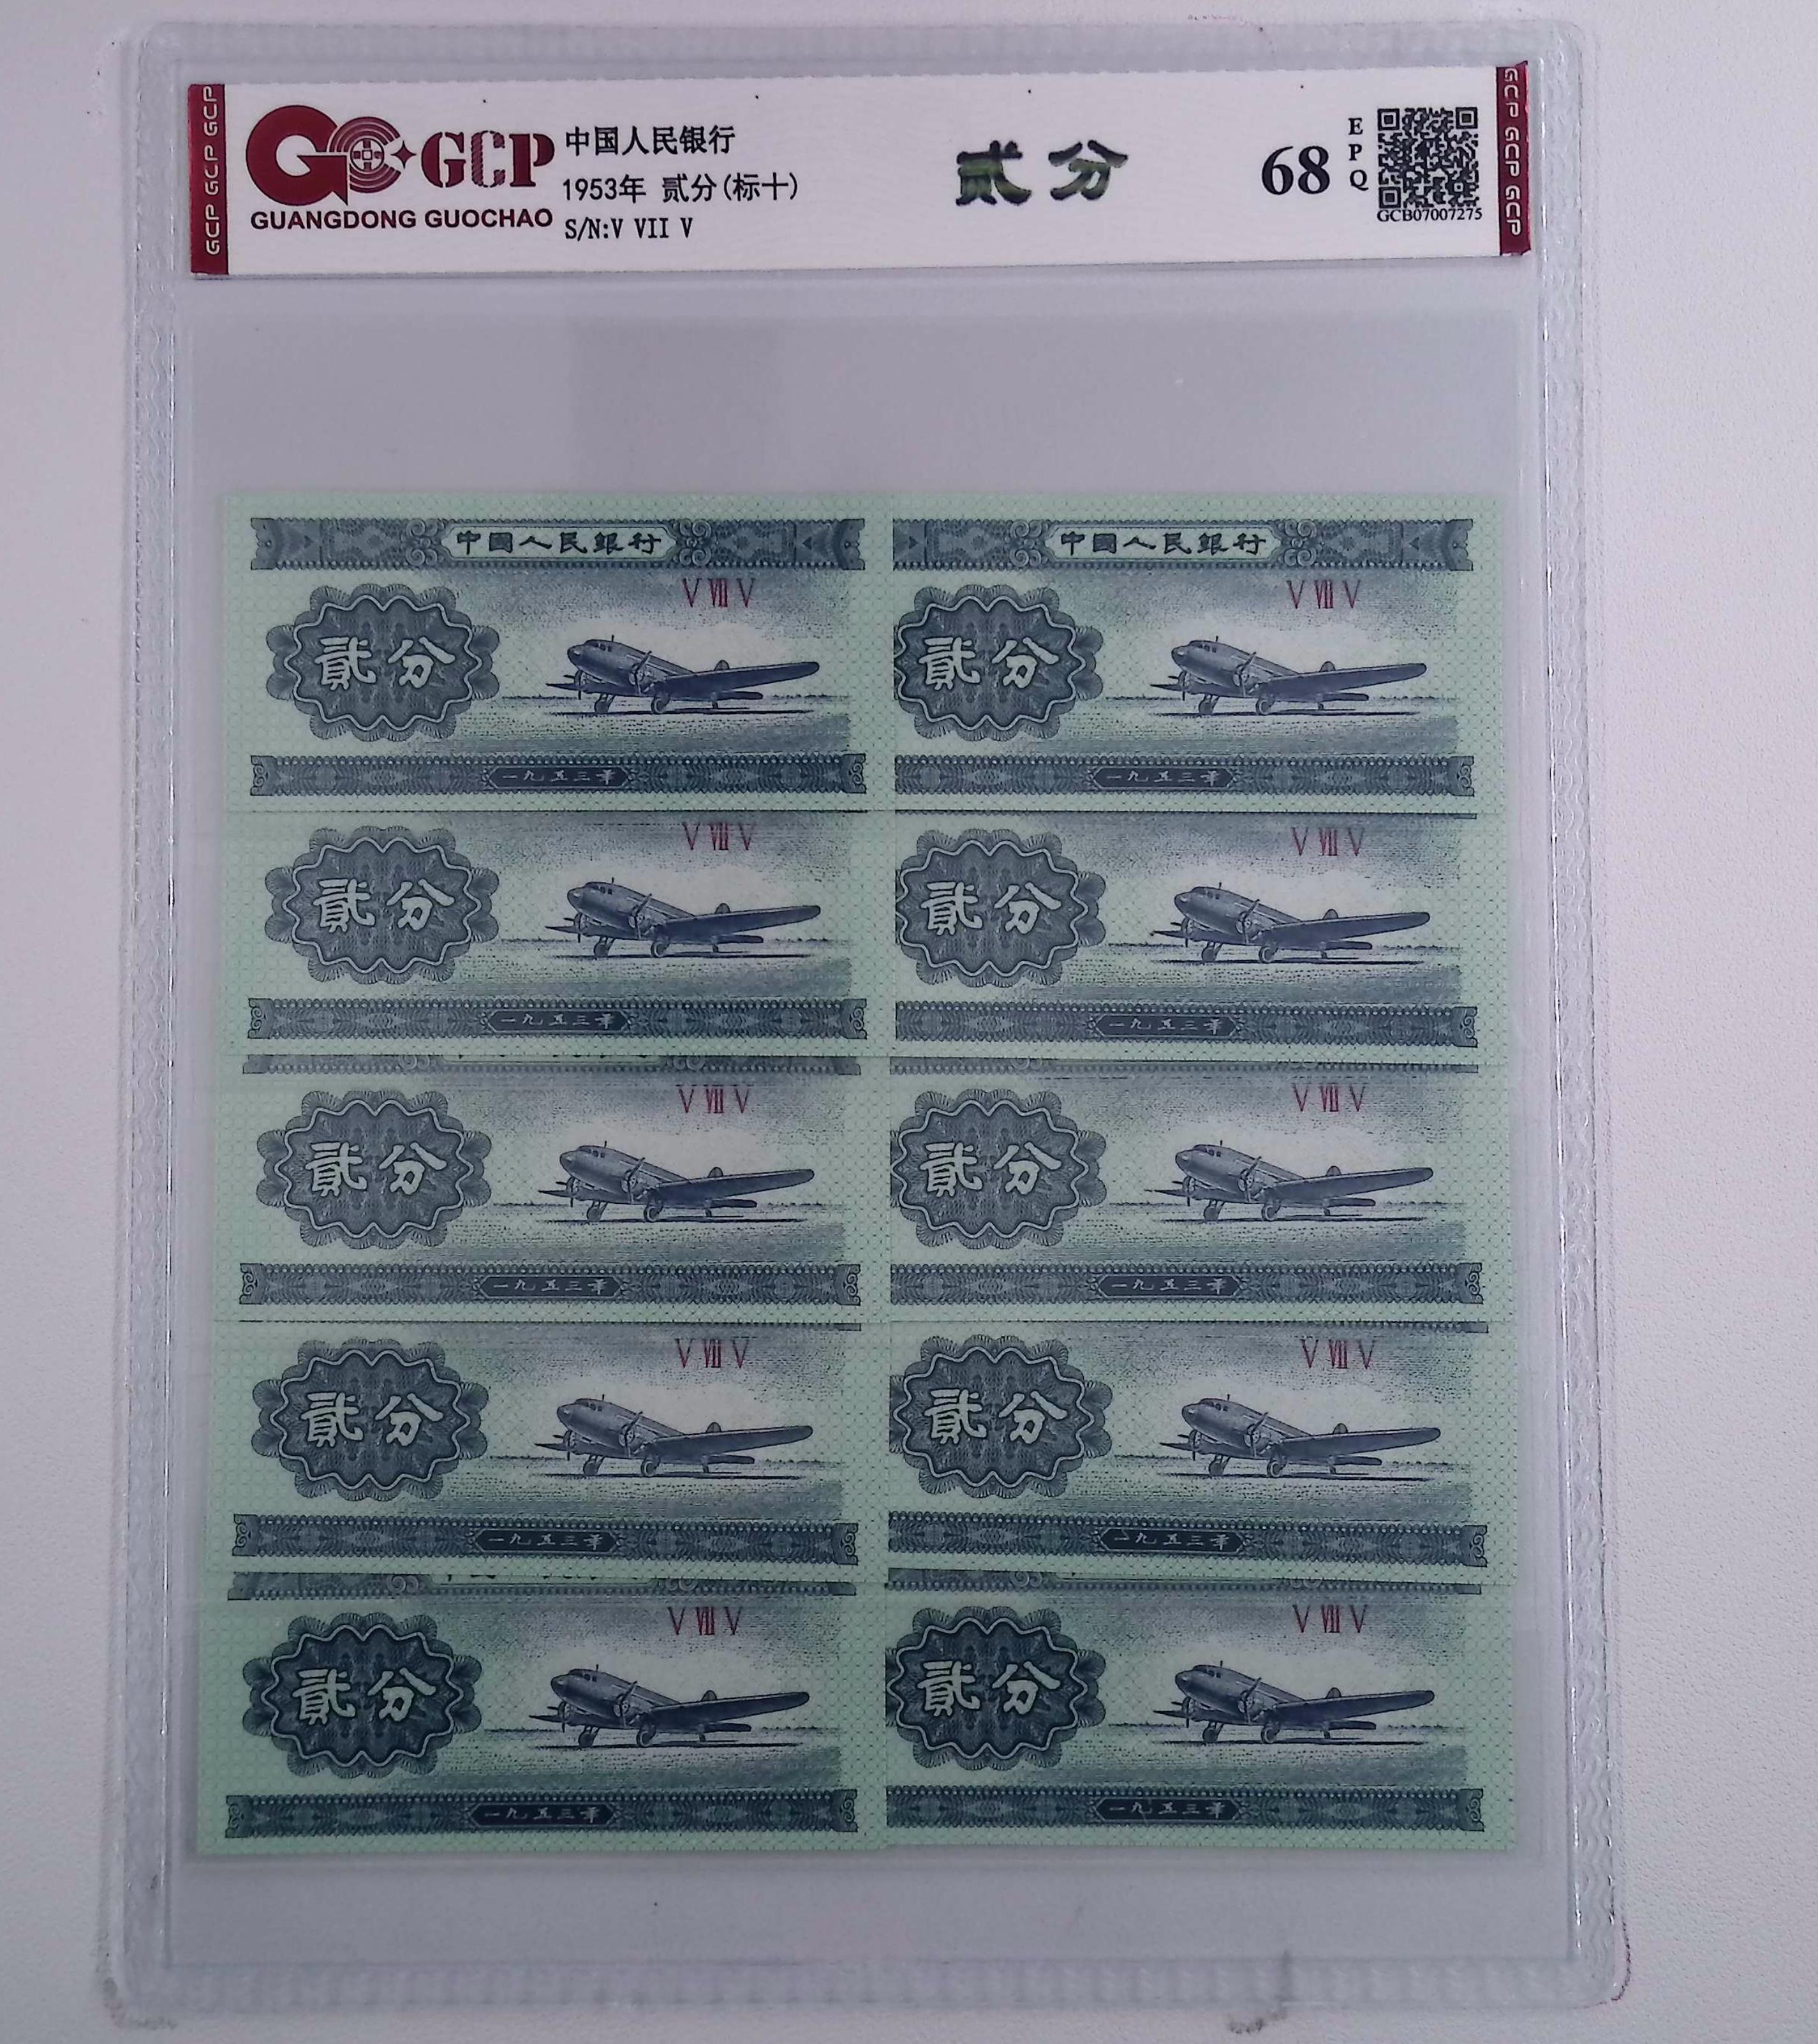 GCP GCP GCP
GCP
GUANGDONG GUOCHAO
中国人民银行
1953年 贰分(标十)
S/N:V VII V
贰分
68
EPQ
GCB07007275
GCP GCP GCP
中國人民銀行
V VII V
貳分
一九五三年
中國人民銀行
V VII V
貳分
一九五三年
V VII V
貳分
一九五三年
V VII V
貳分
一九五三年
V VII V
貳分
一九五三年
V VII V
貳分
一九五三年
V VII V
貳分
一九五三年
V VII V
貳分
一九五三年
V VII V
貳分
一九五三年
V VII V
貳分
一九五三年